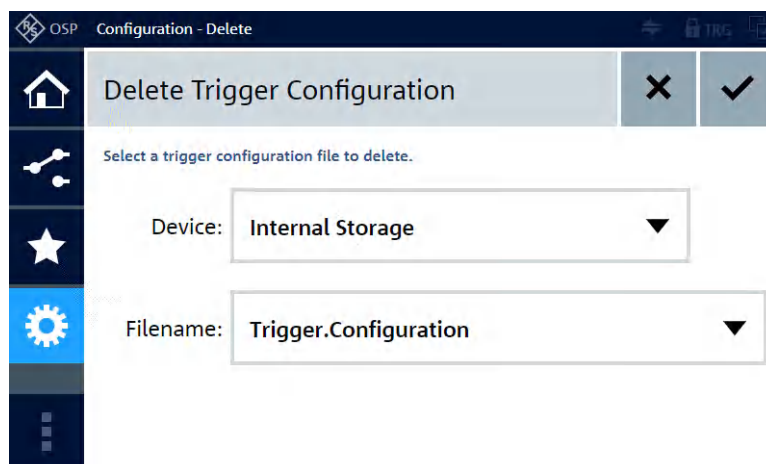 R&S OSP Configuration - Delete TRG
Delete Trigger Configuration
Select a trigger configuration file to delete.
Device: Internal Storage
Filename: Trigger.Configuration